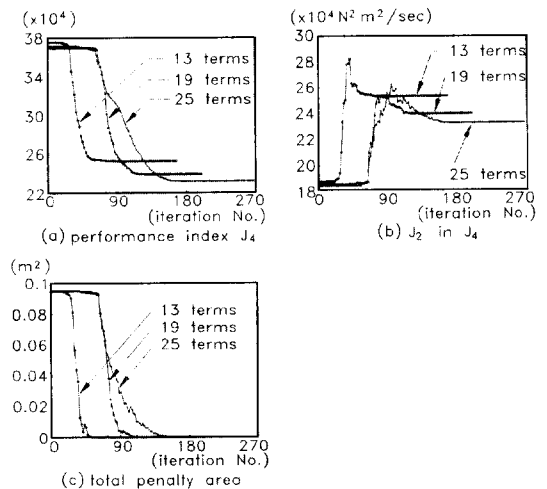 (x10⁴)
38
34
30
26
22
0 90 180 270
(iteration No.)
13 terms
19 terms
25 terms
(a) performance index J₄
x10⁴ N² m²/sec
28
26
24
22
20
18
0 90 180 270
(iteration No.)
13 terms
19 terms
25 terms
(b) J₂ in J₄
(m²)
0.1
0.08
0.06
0.04
0.02
0
0 90 180 270
(iteration No.)
13 terms
19 terms
25 terms
(c) total penalty area